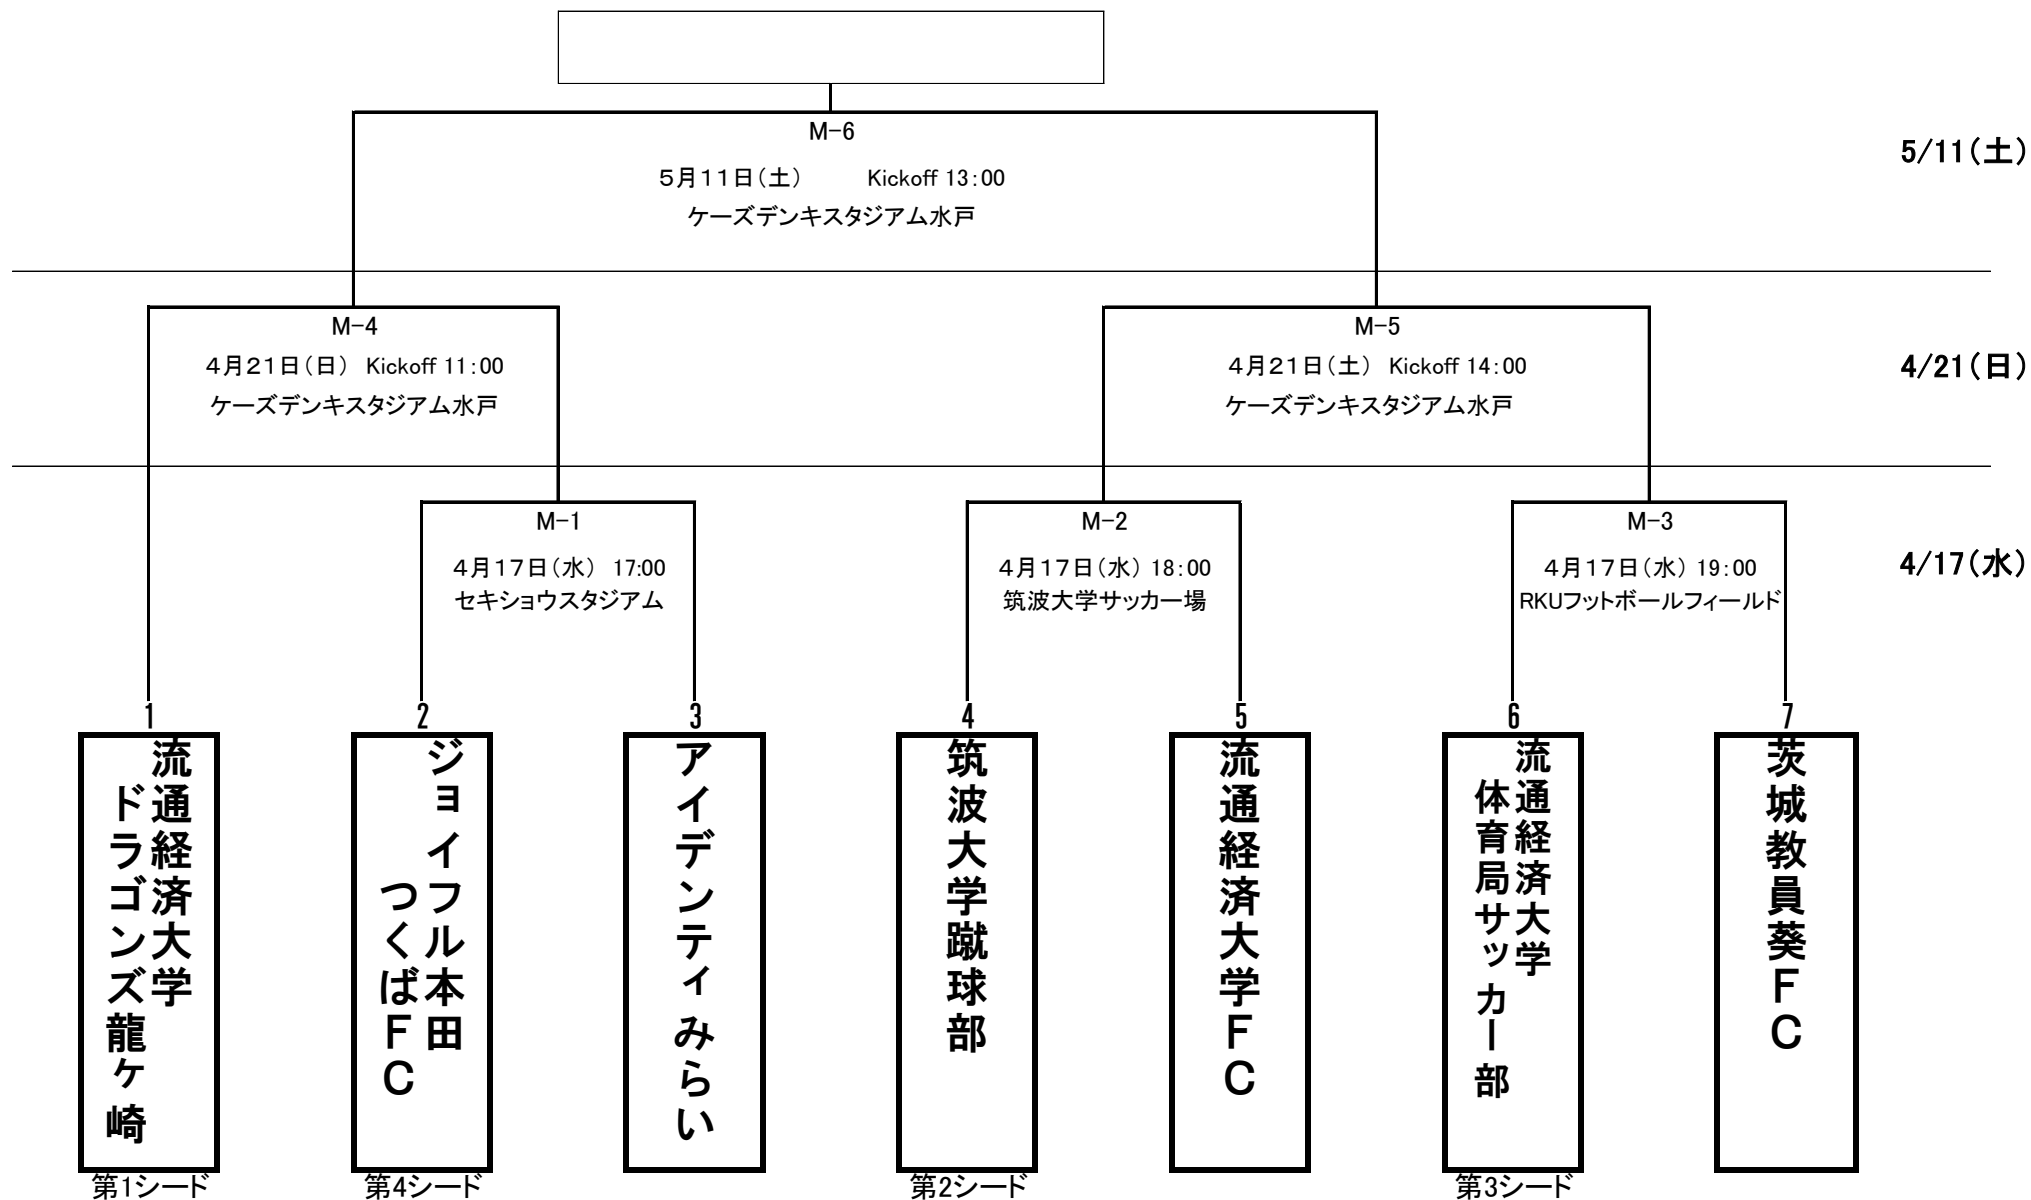 M-6
5/11(土)
5月11日(土) Kickoff 13:00
ケーズデンキスタジアム水戸
M-4
4月21日(日) Kickoff 11:00
ケーズデンキスタジアム水戸
M-5
4月21日(土) Kickoff 14:00
ケーズデンキスタジアム水戸
4/21(日)
M-1
4月17日(水) 17:00
セキショウスタジアム
M-2
4月17日(水) 18:00
筑波大学サッカー場
M-3
4月17日(水) 19:00
RKUフットボールフィールド
4/17(水)
1
流通経済大学
ドラゴンズ龍ヶ崎
第1シード
2
ジョイフル本田
つくばFC
第4シード
3
アイデンティみらい
4
筑波大学蹴球部
第2シード
5
流通経済大学FC
6
流通経済大学
体育局サッカー部
第3シード
7
茨城教員葵FC